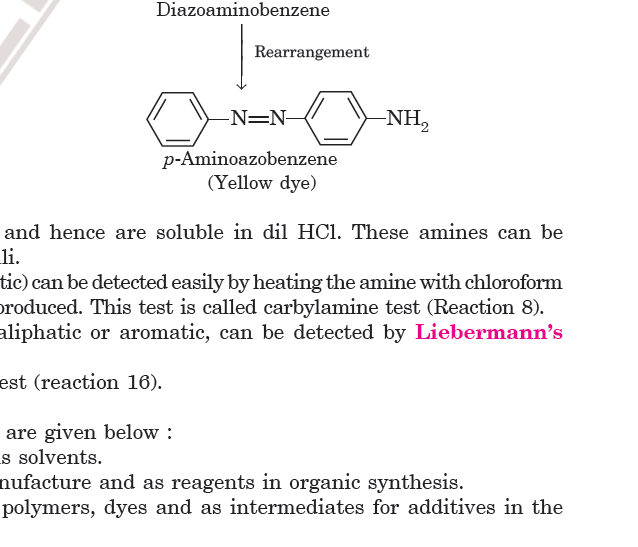 Diazoaminobenzene
Rearrangement
N=N
NH2
p-Aminoazobenzene
(Yellow dye)
and hence are soluble in dil HCl. These amines can be
li.
tic) can be detected easily by heating the amine with chloroform
produced. This test is called carbylamine test (Reaction 8).
aliphatic or aromatic, can be detected by Liebermann's
est (reaction 16).
are given below :
s solvents.
nufacture and as reagents in organic synthesis.
polymers, dyes and as intermediates for additives in the